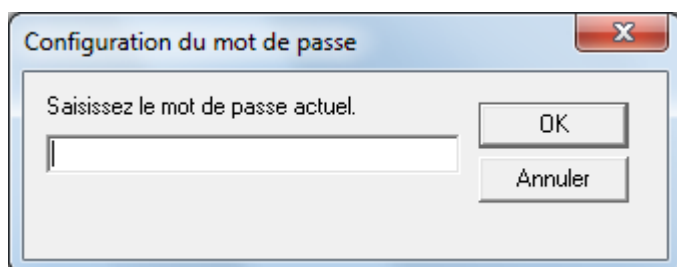 Configuration du mot de passe
Saisissez le mot de passe actuel.
OK
Annuler